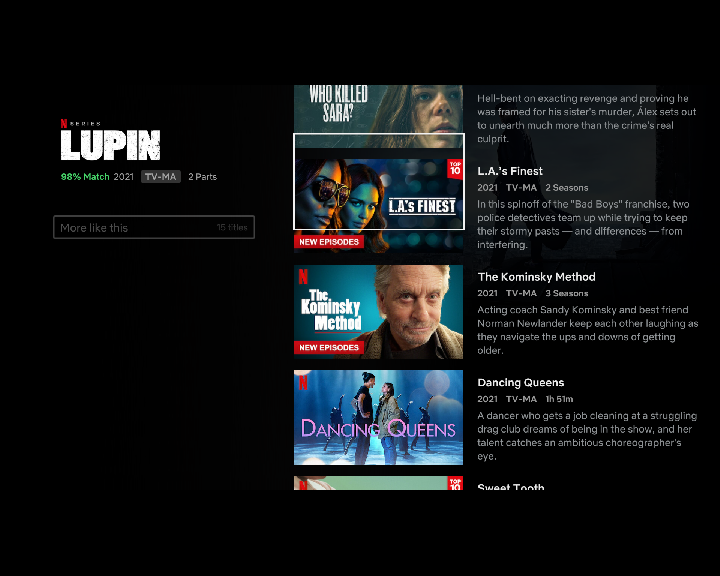 N SERIES
LUPIN
98% Match 2021 TV-MA 2 Parts
More like this 15 titles
WHO KILLED
SARA?
Hell-bent on exacting revenge and proving he
was framed for his sister's murder, Álex sets out
to unearth much more than the crime's real
culprit.
TOP
10
L.A.'s FINEST
NEW EPISODES
L.A.'s Finest
2021 TV-MA 2 Seasons
In this spinoff of the "Bad Boys" franchise, two
police detectives team up while trying to keep
their stormy pasts — and differences — from
interfering.
N
The
Kominsky
Method
NEW EPISODES
The Kominsky Method
2021 TV-MA 3 Seasons
Acting coach Sandy Kominsky and best friend
Norman Newlander keep each other laughing as
they navigate the ups and downs of getting
older.
N
DANCING QUEENS
Dancing Queens
2021 TV-MA 1h 51m
A dancer who gets a job cleaning at a struggling
drag club dreams of being in the show, and her
talent catches an ambitious choreographer's
eye.
N
TOP
10
Sweet Tooth